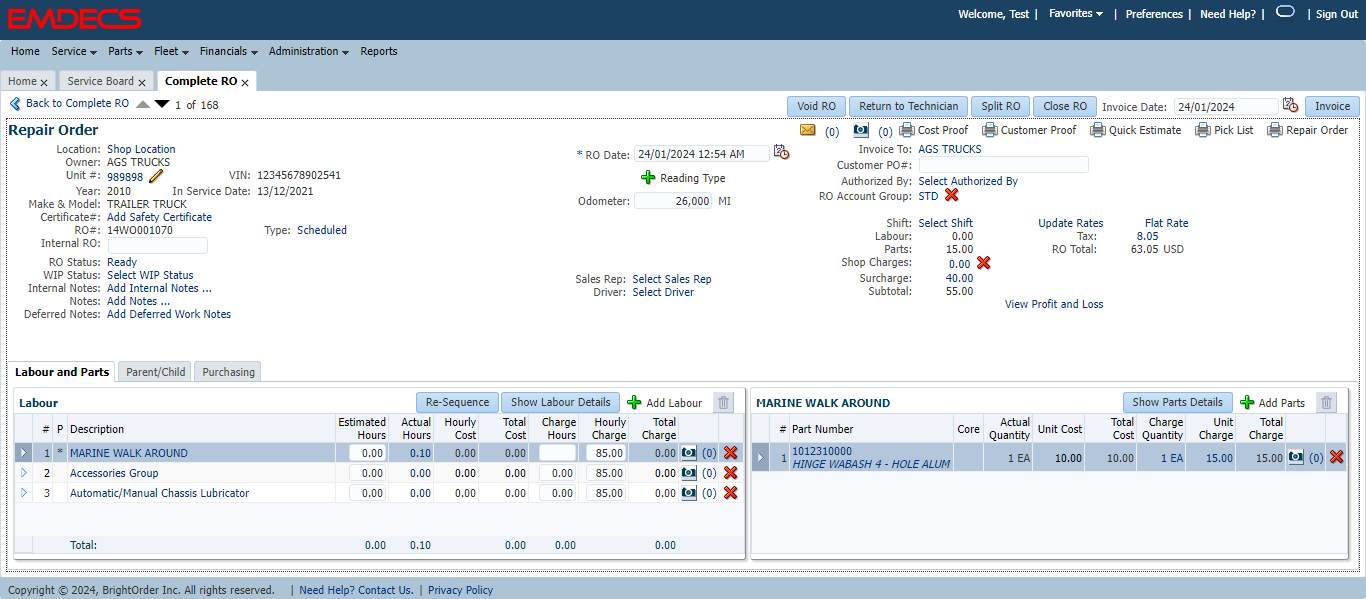 EMDECS
Welcome, Test | Favorites | Preferences | Need Help? | | Sign Out
Home Service Parts Fleet Financials Administration Reports
Home x Service Board x Complete RO x
Back to Complete RO 1 of 168 Void RO Return to Technician Split RO Close RO Invoice Date: 24/01/2024 Invoice
Repair Order (0) (0) Cost Proof Customer Proof Quick Estimate Pick List Repair Order
Location: Shop Location
Owner: AGS TRUCKS
Unit #: 989898 VIN: 12345678902541
Year: 2010 In Service Date: 13/12/2021
Make & Model: TRAILER TRUCK
Certificate#: Add Safety Certificate
RO#: 14WO001070 Type: Scheduled
Internal RO:
RO Status: Ready
WIP Status: Select WIP Status
Internal Notes: Add Internal Notes ...
Notes: Add Notes ...
Deferred Notes: Add Deferred Work Notes
* RO Date: 24/01/2024 12:54 AM
Reading Type
Odometer: 26,000 MI
Sales Rep: Select Sales Rep
Driver: Select Driver
Invoice To: AGS TRUCKS
Customer PO#:
Authorized By: Select Authorized By
RO Account Group: STD
Shift: Select Shift Update Rates Flat Rate
Labour: 0.00 Tax: 8.05
Parts: 15.00 RO Total: 63.05 USD
Shop Charges: 0.00
Surcharge: 40.00
Subtotal: 55.00
View Profit and Loss
Labour and Parts Parent/Child Purchasing
Labour Re-Sequence Show Labour Details Add Labour
# P Description Estimated Hours Actual Hours Hourly Cost Total Cost Charge Hours Hourly Charge Total Charge
1 * MARINE WALK AROUND 0.00 0.10 0.00 0.00 85.00 0.00 (0)
2 Accessories Group 0.00 0.00 0.00 0.00 0.00 85.00 0.00 (0)
3 Automatic/Manual Chassis Lubricator 0.00 0.00 0.00 0.00 0.00 85.00 0.00 (0)
Total: 0.00 0.10 0.00 0.00 0.00
MARINE WALK AROUND Show Parts Details Add Parts
# Part Number Core Actual Quantity Unit Cost Total Cost Charge Quantity Unit Charge Total Charge
1 1012310000 1 EA 10.00 10.00 1 EA 15.00 15.00 (0)
HINGE WABASH 4 - HOLE ALUM
Copyright © 2024, BrightOrder Inc. All rights reserved. | Need Help? Contact Us. | Privacy Policy